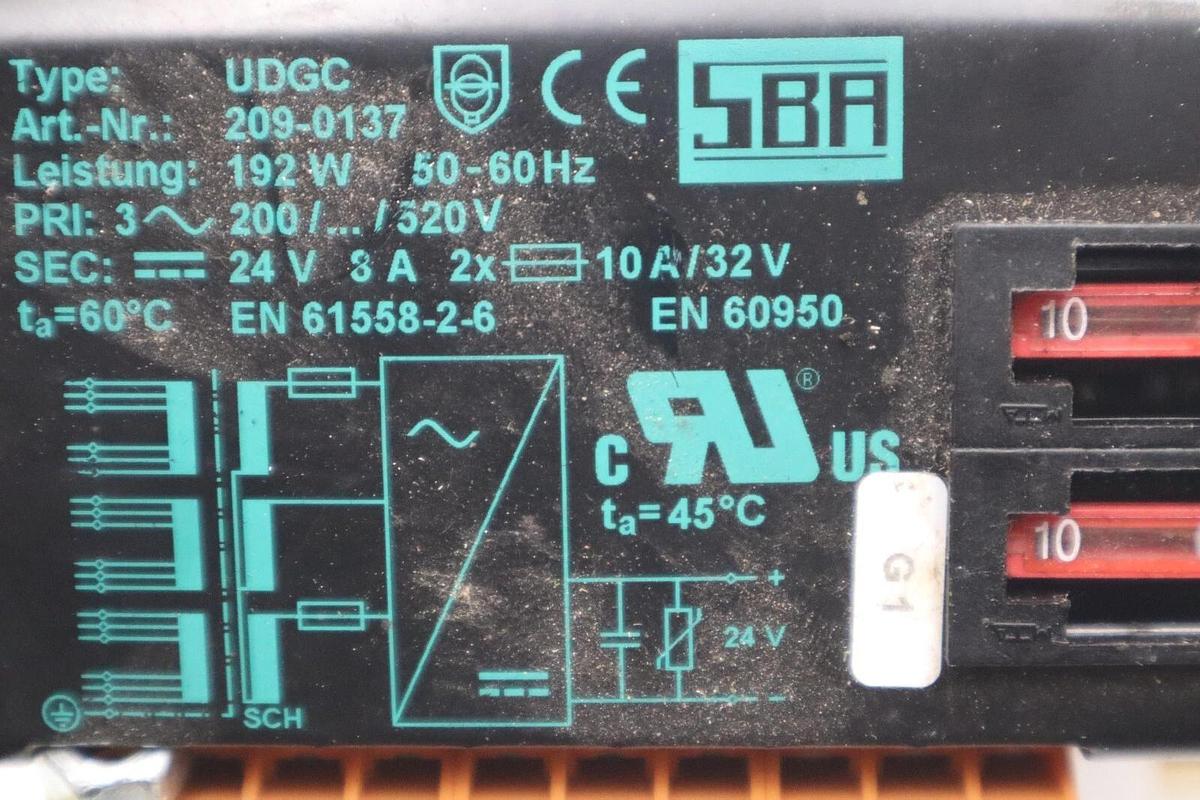 Type: UDGC CE SBA
Art.-Nr.: 209-0137
Leistung: 192 W 50-60 Hz
PRI: 3 ~ 200 / ... / 520 V
SEC: 24 V 8 A 2x 10 A / 32 V
ta=60°C EN 61558-2-6 EN 60950
10
~
®
C RU US
ta=45°C
10
G1
+
24 V
-
SCH